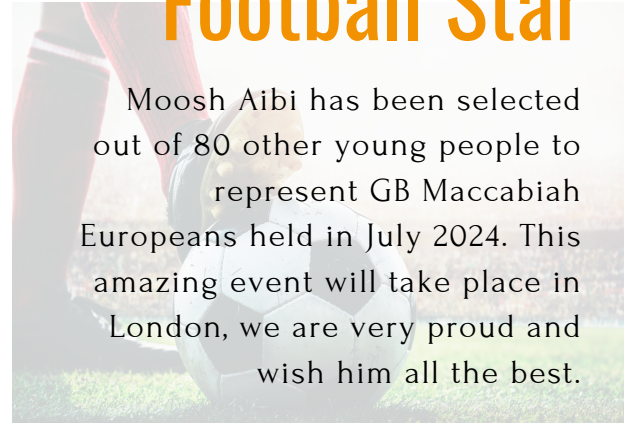 Football Star
Moosh Aibi has been selected
out of 80 other young people to
represent GB Maccabiah
Europeans held in July 2024. This
amazing event will take place in
London, we are very proud and
wish him all the best.